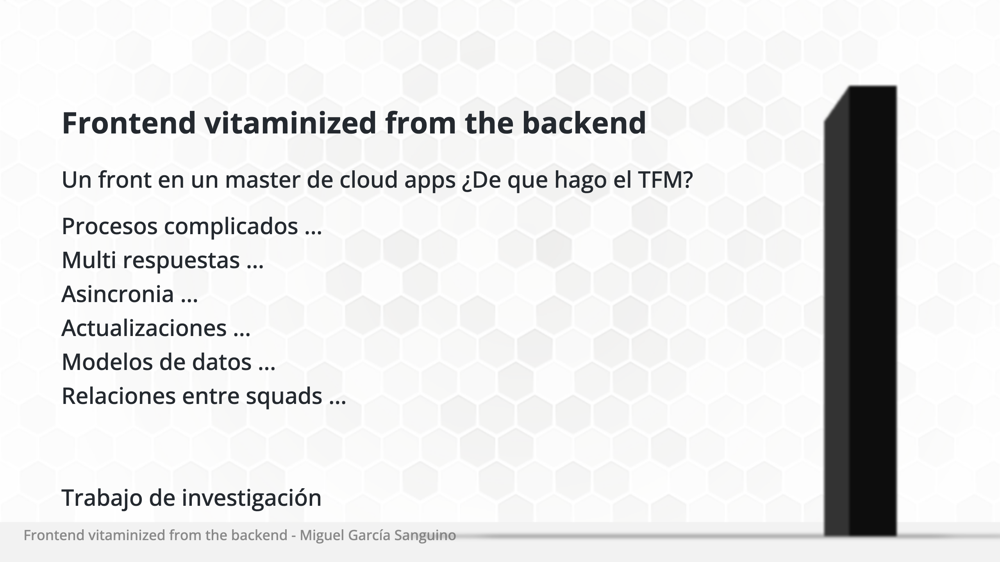 Frontend vitaminized from the backend
Un front en un master de cloud apps ¿De que hago el TFM?
Procesos complicados ...
Multi respuestas ...
Asincronia ...
Actualizaciones ...
Modelos de datos ...
Relaciones entre squads ...
Trabajo de investigación
Frontend vitaminized from the backend - Miguel García Sanguino